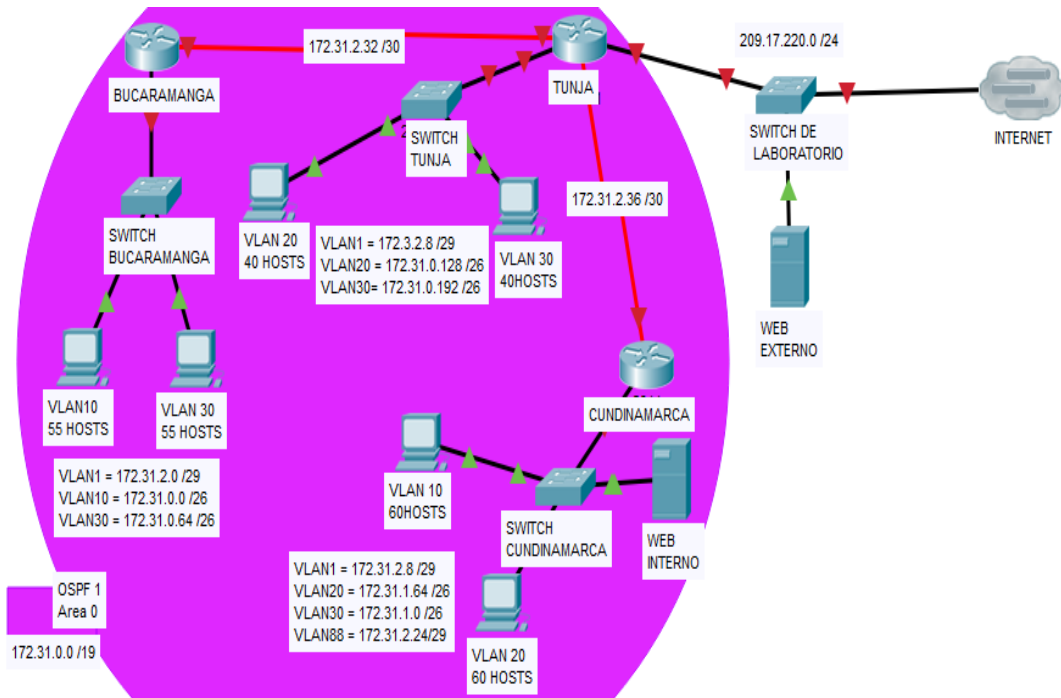 172.31.2.32 /30
BUCARAMANGA
TUNJA
209.17.220.0 /24
SWITCH DE
LABORATORIO
INTERNET
SWITCH
TUNJA
172.31.2.36 /30
SWITCH
BUCARAMANGA
VLAN 20
40 HOSTS
VLAN1 = 172.3.2.8 /29
VLAN20 = 172.31.0.128 /26
VLAN30= 172.31.0.192 /26
VLAN 30
40HOSTS
WEB
EXTERNO
VLAN10
55 HOSTS
VLAN 30
55 HOSTS
CUNDINAMARCA
VLAN1 = 172.31.2.0 /29
VLAN10 = 172.31.0.0 /26
VLAN30 = 172.31.0.64 /26
VLAN 10
60HOSTS
SWITCH
CUNDINAMARCA
WEB
INTERNO
VLAN1 = 172.31.2.8 /29
VLAN20 = 172.31.1.64 /26
VLAN30 = 172.31.1.0 /26
VLAN88 = 172.31.2.24/29
OSPF 1
Area 0
172.31.0.0 /19
VLAN 20
60 HOSTS